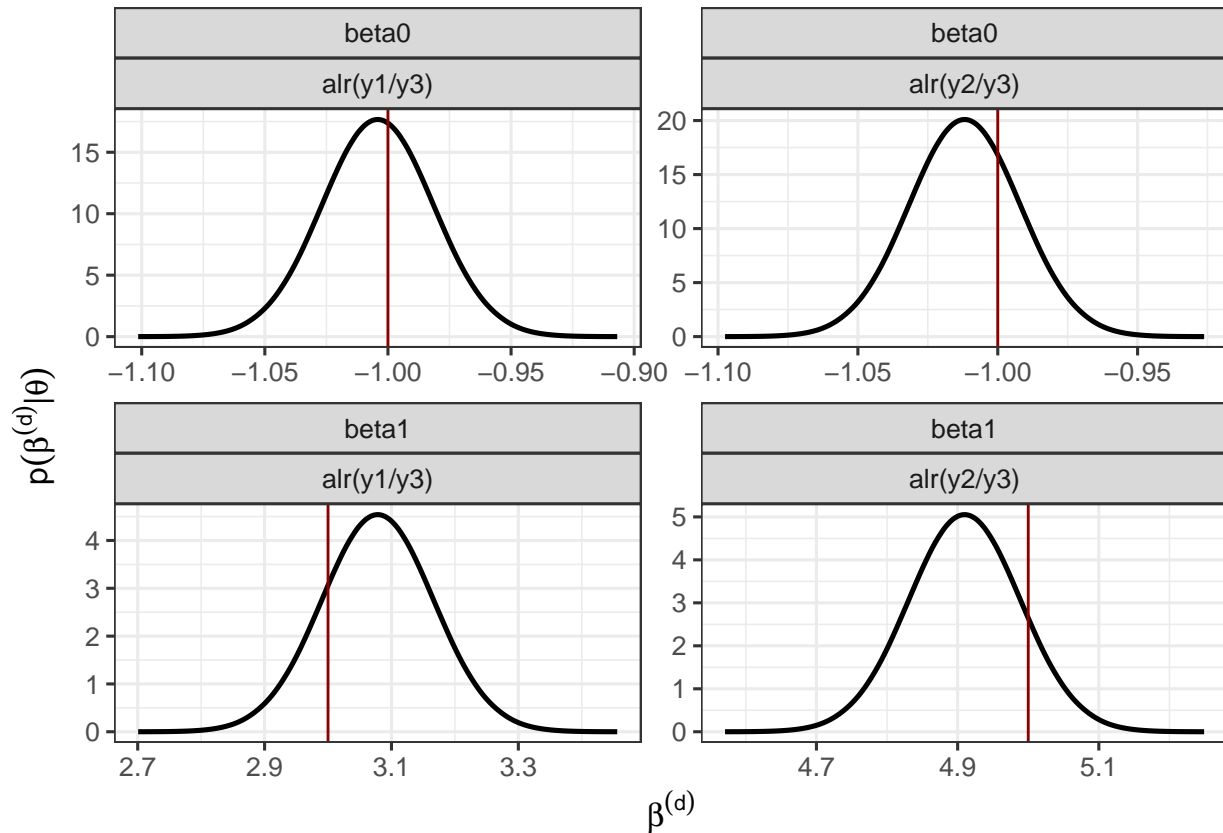 beta0
beta0
alr(y1/y3)
alr(y2/y3)
15
10
5
0
20
15
10
5
0
−1.10 −1.05 −1.00 −0.95 −0.90
−1.10 −1.05 −1.00 −0.95
p(β^(d)|θ)
beta1
beta1
alr(y1/y3)
alr(y2/y3)
4
3
2
1
0
5
4
3
2
1
0
2.7 2.9 3.1 3.3
4.7 4.9 5.1
β^(d)